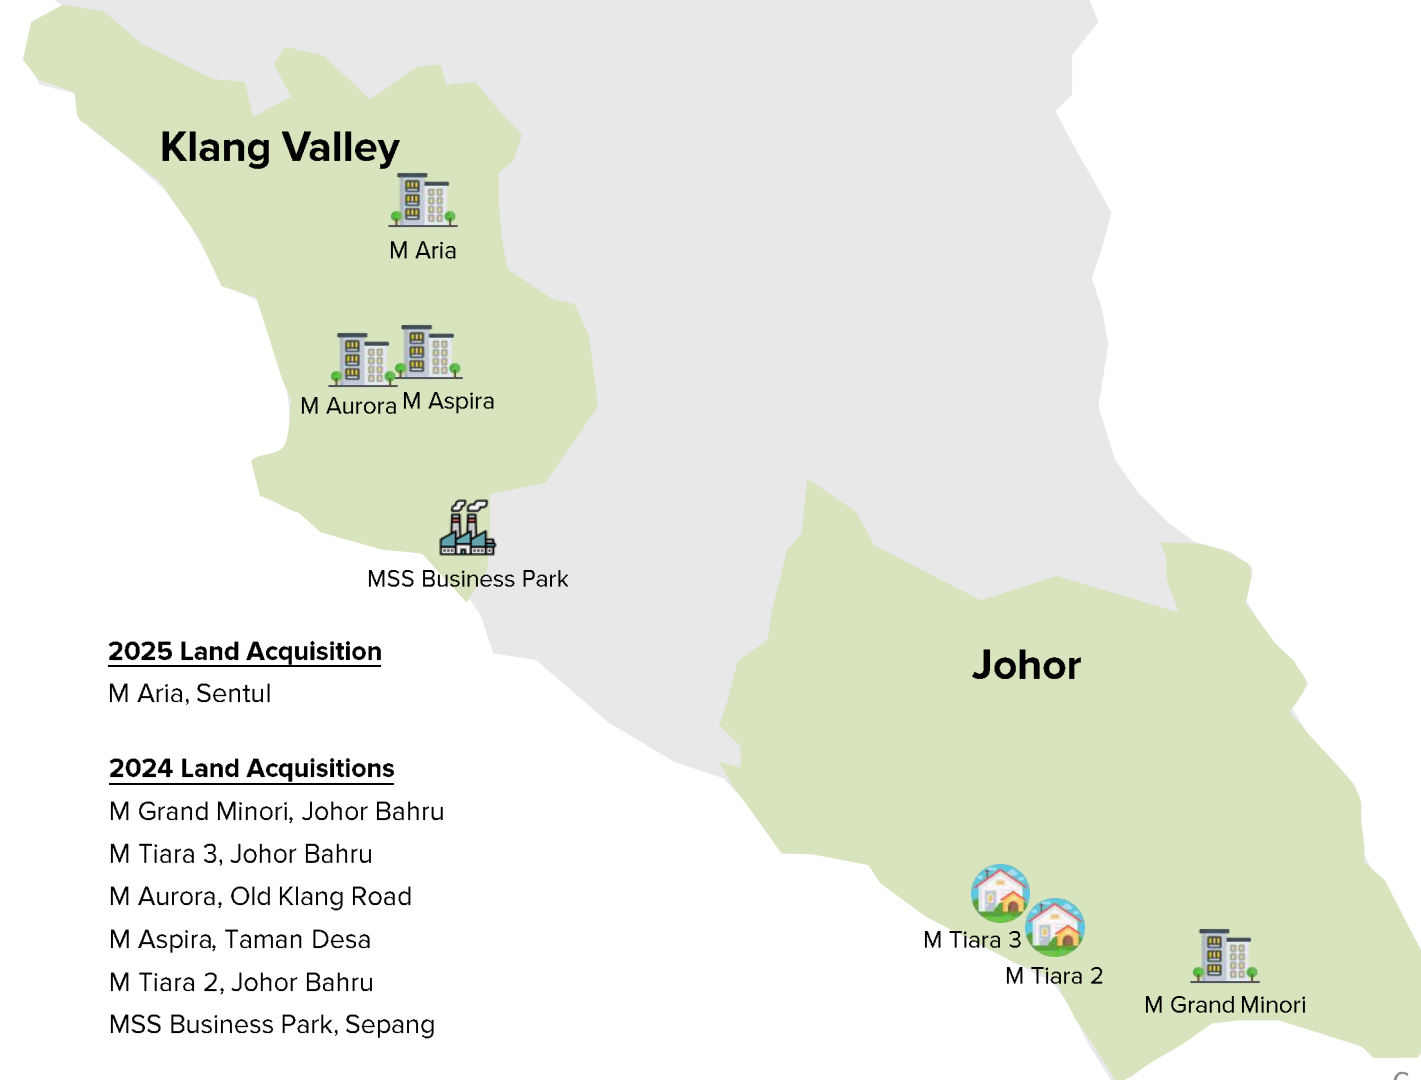 Klang Valley
M Aria
M Aurora
M Aspira
MSS Business Park
2025 Land Acquisition
M Aria, Sentul
2024 Land Acquisitions
M Grand Minori, Johor Bahru
M Tiara 3, Johor Bahru
M Aurora, Old Klang Road
M Aspira, Taman Desa
M Tiara 2, Johor Bahru
MSS Business Park, Sepang
Johor
M Tiara 3
M Tiara 2
M Grand Minori